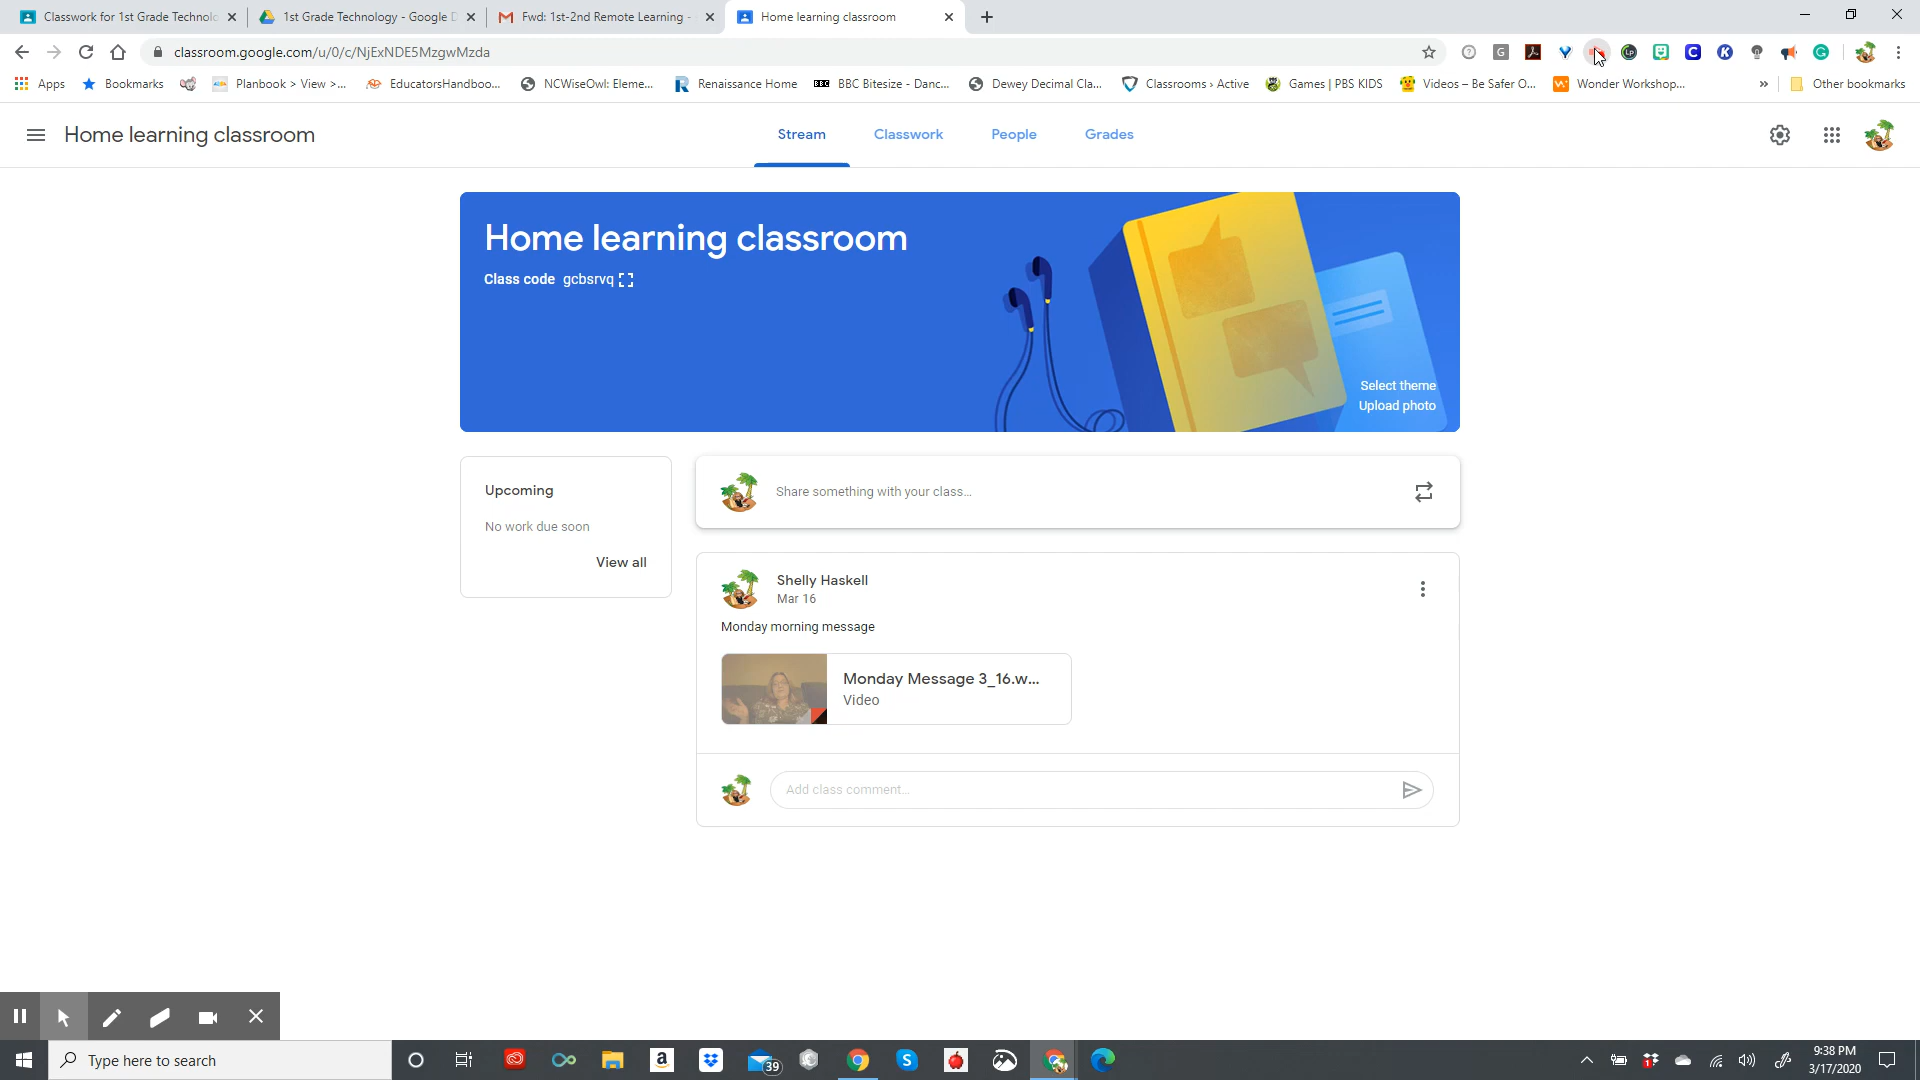 Classwork for 1st Grade Technolo
1st Grade Technology - Google D
Fwd: 1st-2nd Remote Learning -
Home learning classroom
classroom.google.com/u/0/c/NjExNDE5MzgwMzda
Apps
Bookmarks
Planbook > View >...
EducatorsHandboo...
NCWiseOwl: Eleme...
Renaissance Home
BBC
BBC Bitesize - Danc...
Dewey Decimal Cla...
Classrooms › Active
Games | PBS KIDS
Videos – Be Safer O...
Wonder Workshop...
»
Other bookmarks
Home learning classroom
Stream
Classwork
People
Grades
Home learning classroom
Class code gcbsrvq
Select theme
Upload photo
Upcoming
No work due soon
View all
Share something with your class...
Shelly Haskell
Mar 16
Monday morning message
Monday Message 3_16.w...
Video
Add class comment...
Type here to search
39
9:38 PM
3/17/2020